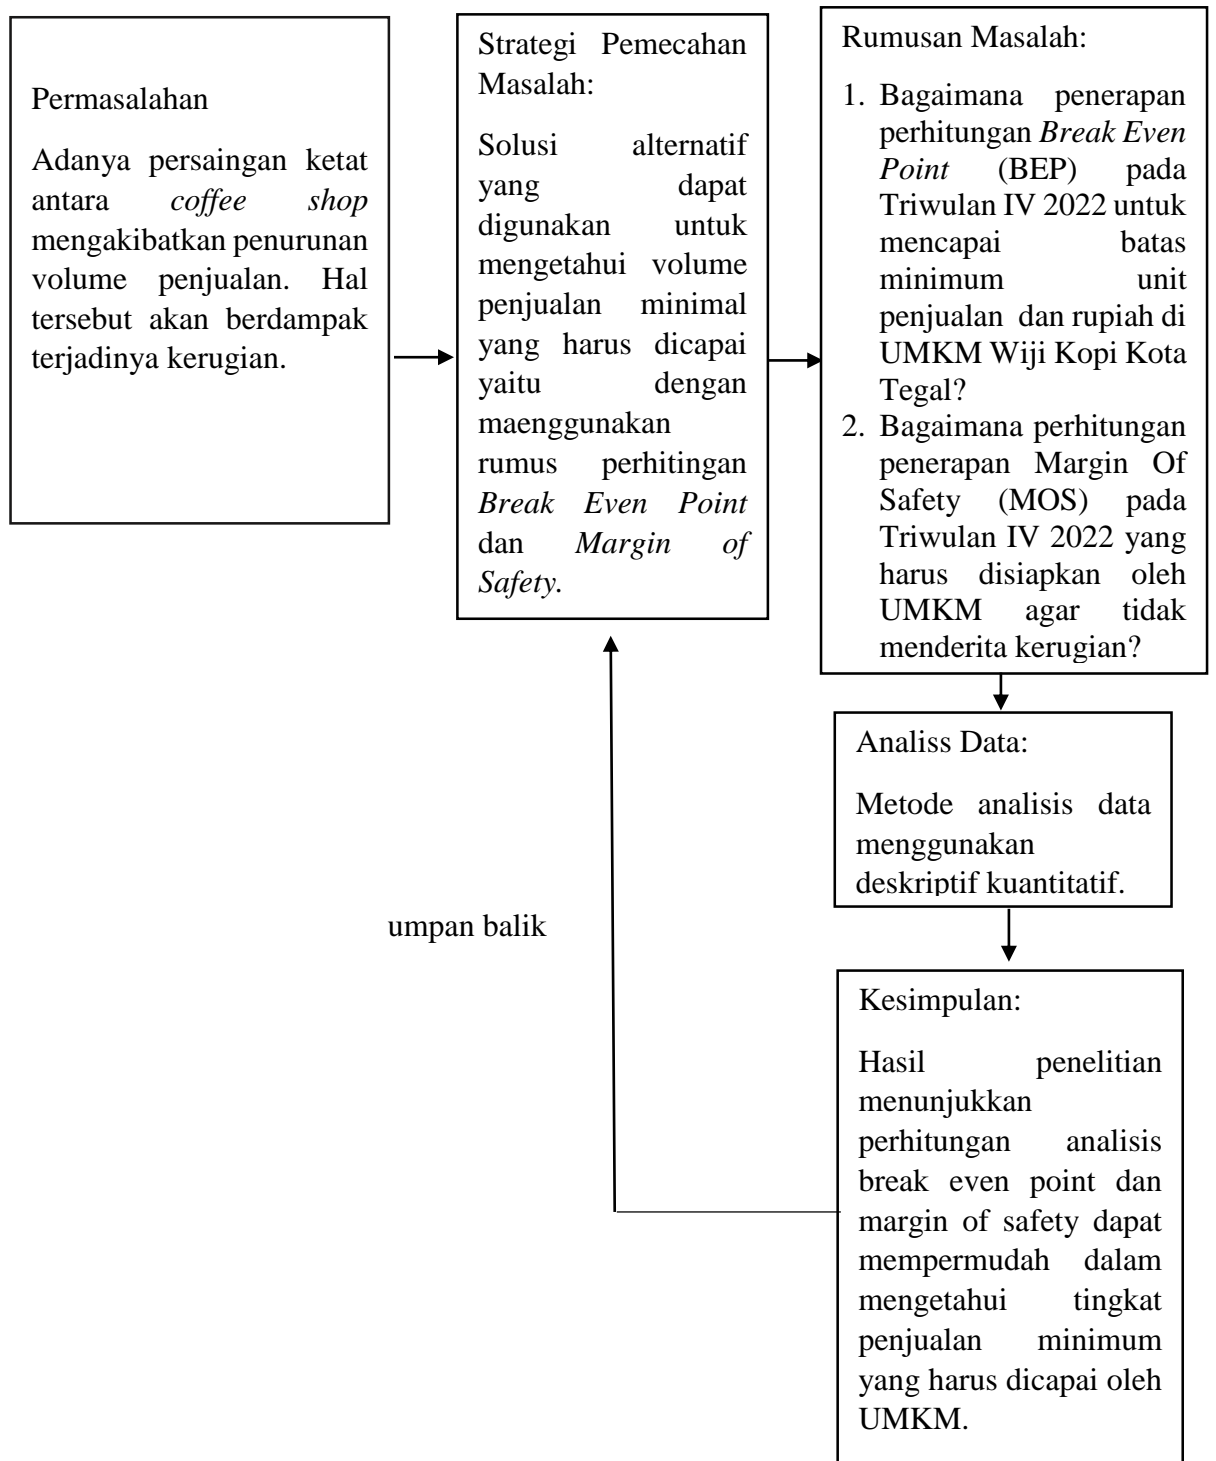 Permasalahan
Adanya persaingan ketat
antara coffee shop
mengakibatkan penurunan
volume penjualan. Hal
tersebut akan berdampak
terjadinya kerugian.
Strategi Pemecahan
Masalah:
Solusi alternatif
yang dapat
digunakan untuk
mengetahui volume
penjualan minimal
yang harus dicapai
yaitu dengan
maenggunakan
rumus perhitingan
Break Even Point
dan Margin of
Safety.
Rumusan Masalah:
1. Bagaimana penerapan
perhitungan Break Even
Point (BEP) pada
Triwulan IV 2022 untuk
mencapai batas
minimum unit
penjualan dan rupiah di
UMKM Wiji Kopi Kota
Tegal?
2. Bagaimana perhitungan
penerapan Margin Of
Safety (MOS) pada
Triwulan IV 2022 yang
harus disiapkan oleh
UMKM agar tidak
menderita kerugian?
Analiss Data:
Metode analisis data
menggunakan
deskriptif kuantitatif.
umpan balik
Kesimpulan:
Hasil penelitian
menunjukkan
perhitungan analisis
break even point dan
margin of safety dapat
mempermudah dalam
mengetahui tingkat
penjualan minimum
yang harus dicapai oleh
UMKM.